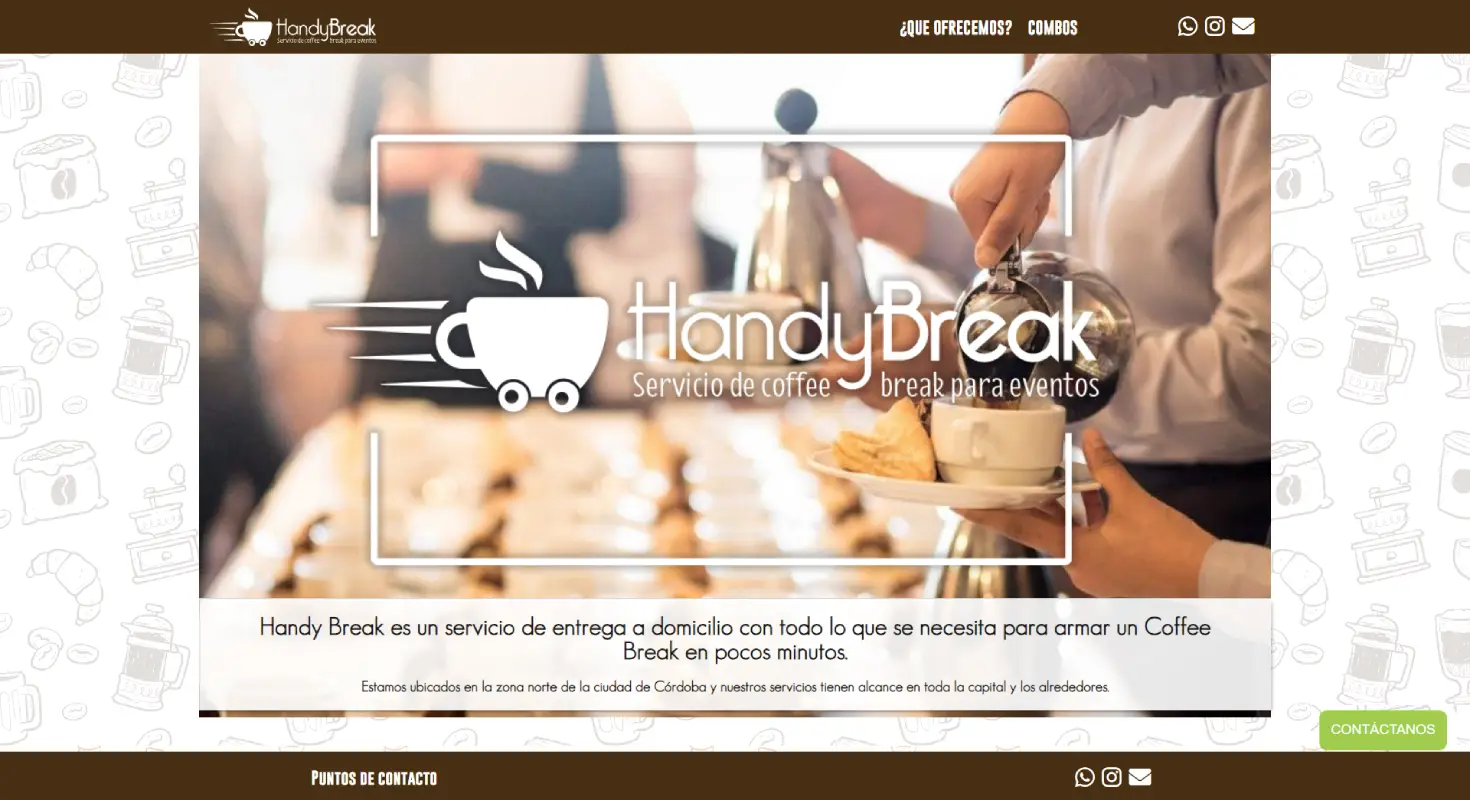 HandyBreak
Servicio de coffee break para eventos
¿QUE OFRECEMOS? COMBOS
HandyBreak
Servicio de coffee break para eventos
Handy Break es un servicio de entrega a domicilio con todo lo que se necesita para armar un Coffee
Break en pocos minutos.
Estamos ubicados en la zona norte de la ciudad de Córdoba y nuestros servicios tienen alcance en toda la capital y los alrededores.
CONTÁCTANOS
PUNTOS DE CONTACTO